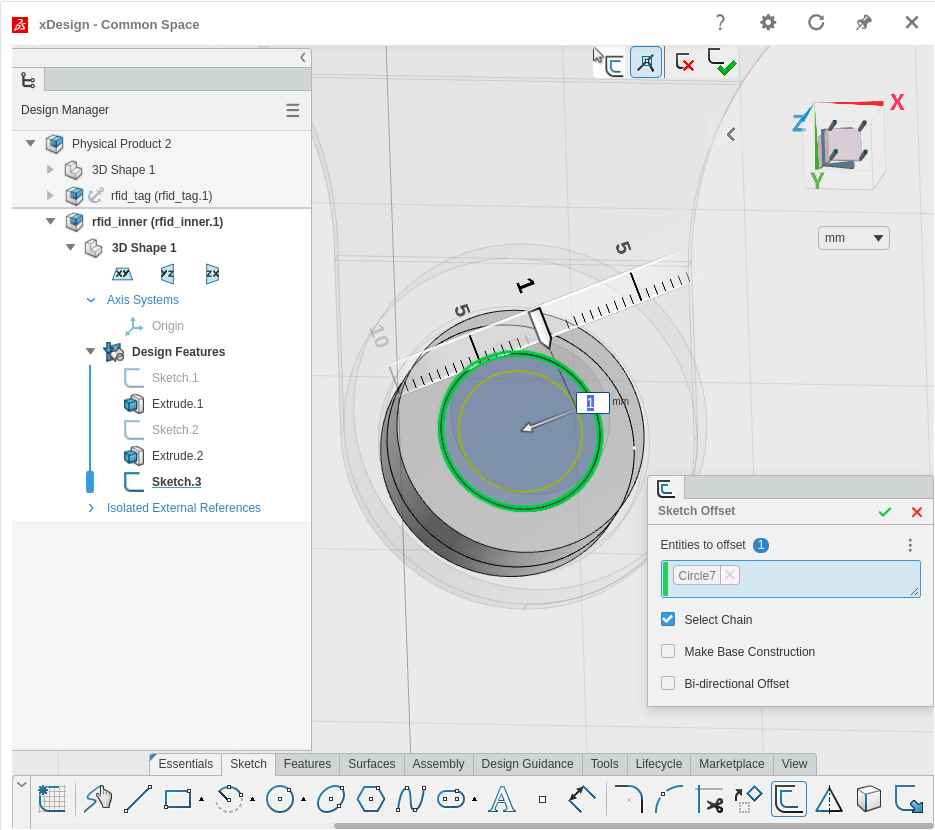 xDesign - Common Space
?
Design Manager
Physical Product 2
3D Shape 1
rfid_tag (rfid_tag.1)
rfid_inner (rfid_inner.1)
3D Shape 1
xy yz zx
Axis Systems
Origin
Design Features
Sketch.1
Extrude.1
Sketch.2
Extrude.2
Sketch.3
Isolated External References
X
Z
Y
mm
5
1
5
10
1 mm
Sketch Offset
Entities to offset 1
Circle7
Select Chain
Make Base Construction
Bi-directional Offset
Essentials Sketch Features Surfaces Assembly Design Guidance Tools Lifecycle Marketplace View
A